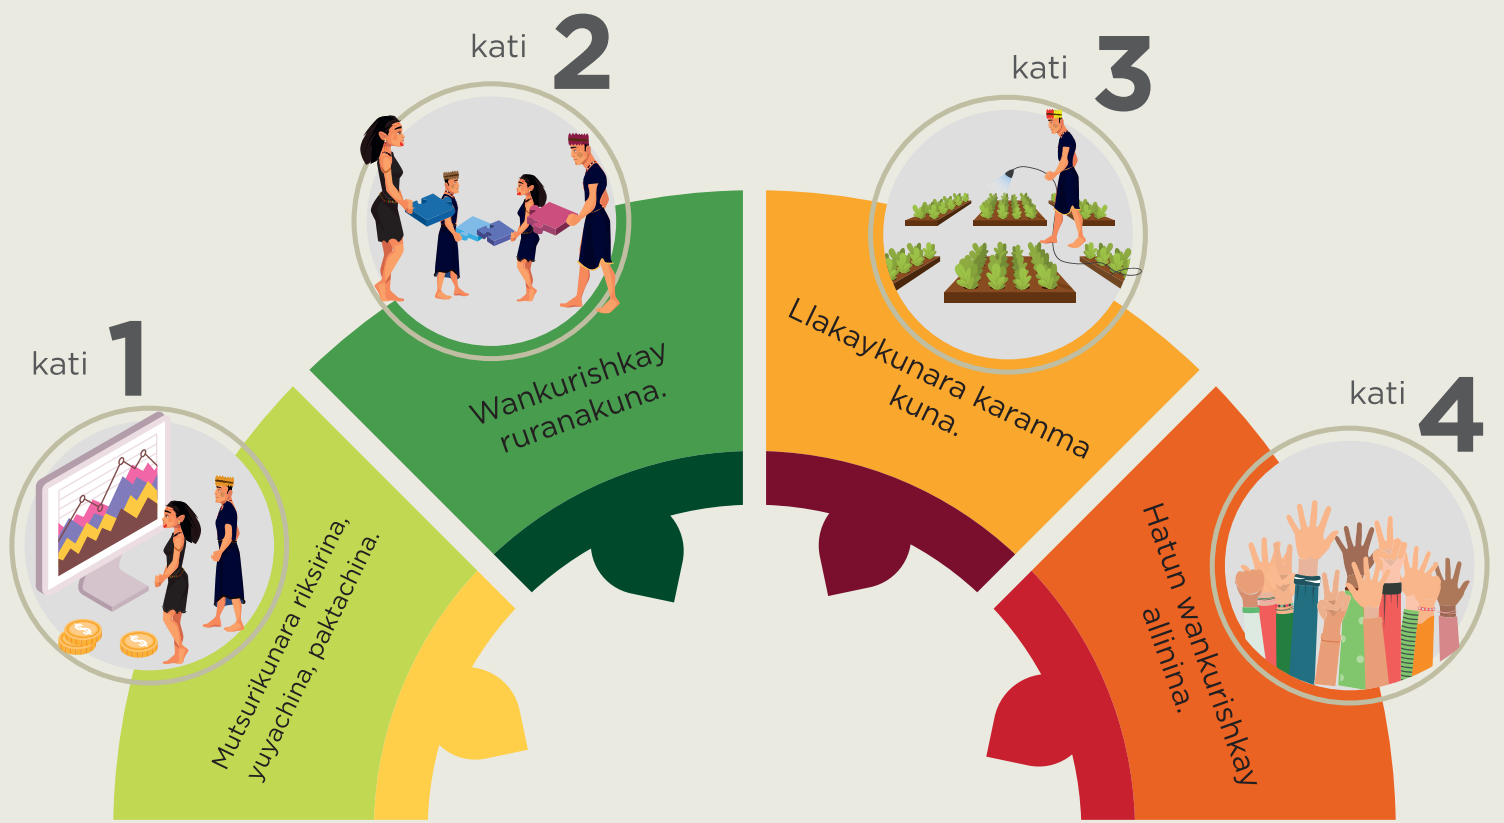 kati 1
Mutsurikunara riksirina,
yuyachina, paktachina.
kati 2
Wankurishkay
ruranakuna.
kati 3
Llakaykunara karanma
kuna.
kati 4
Hatun wankurishkay
allinina.